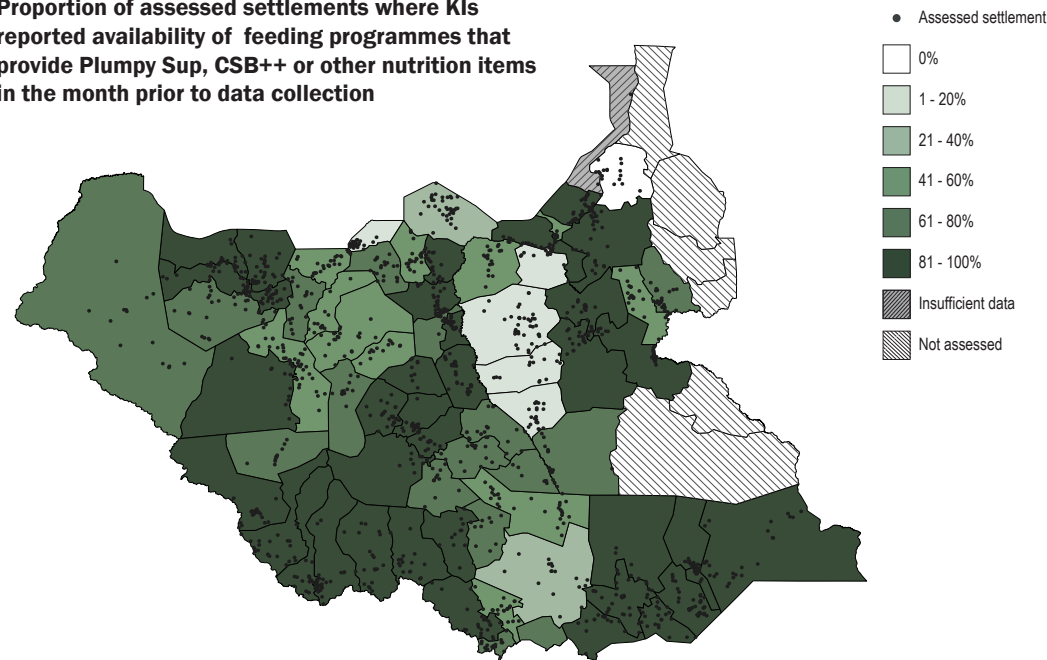 Proportion of assessed settlements where KIs
reported availability of feeding programmes that
provide Plumpy Sup, CSB++ or other nutrition items
in the month prior to data collection
Assessed settlement
0%
1 - 20%
21 - 40%
41 - 60%
61 - 80%
81 - 100%
Insufficient data
Not assessed